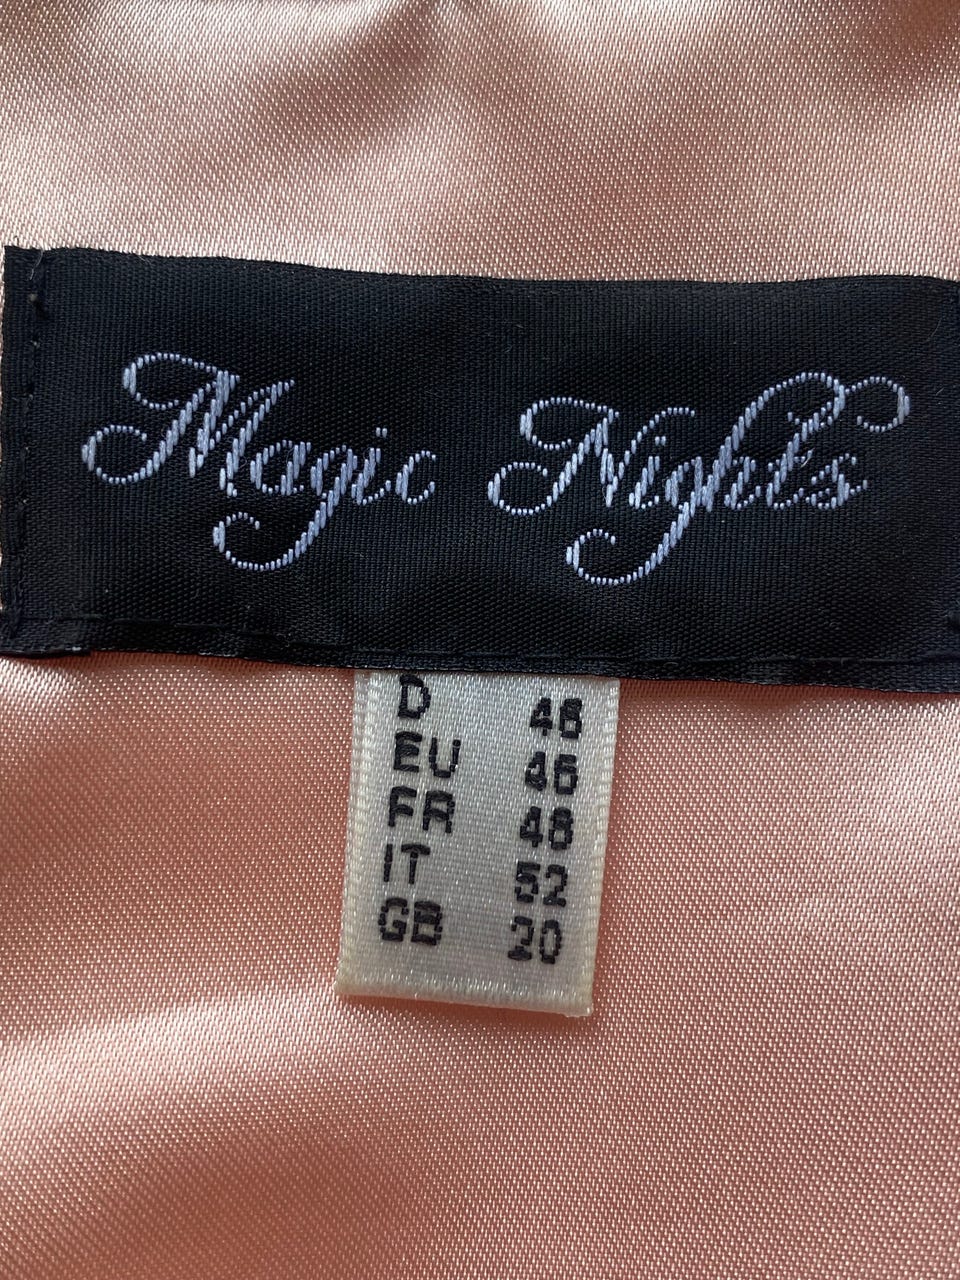 Magic Nights
D 46
EU 46
FR 48
IT 52
GB 20